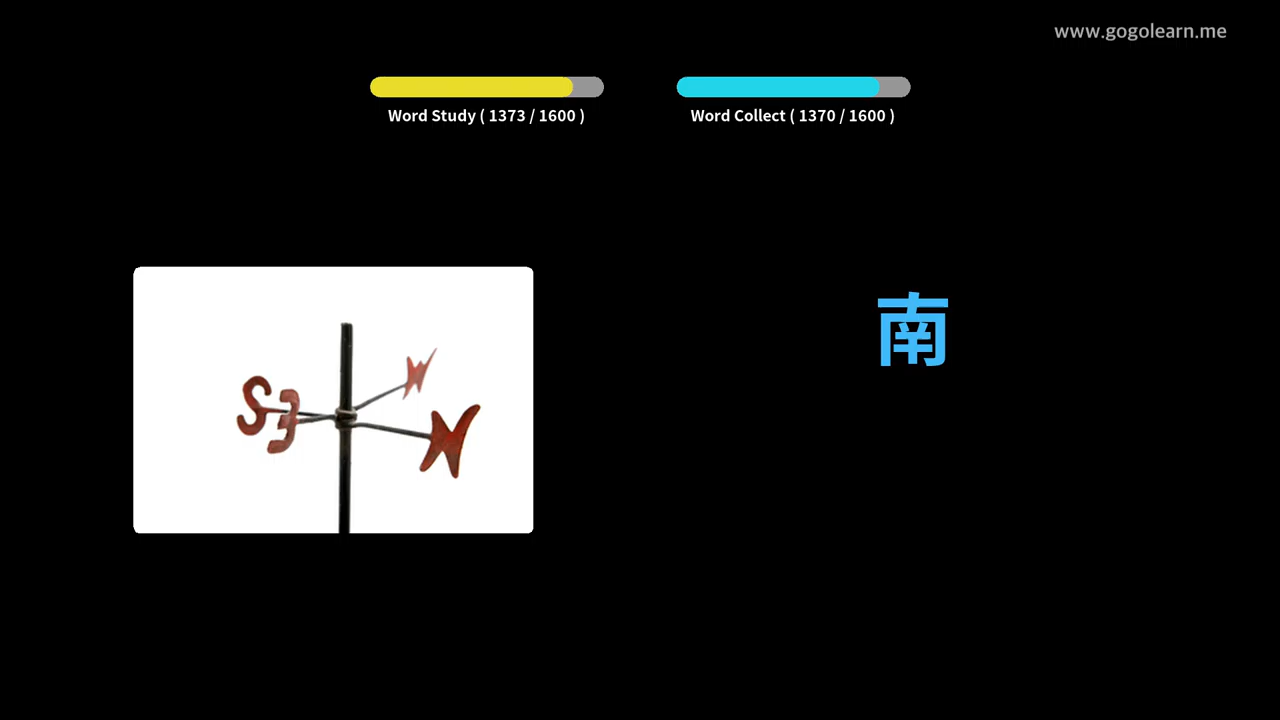 www.gogolearn.me
Word Study ( 1373 / 1600 )
Word Collect ( 1370 / 1600 )
南
S
E
N
W